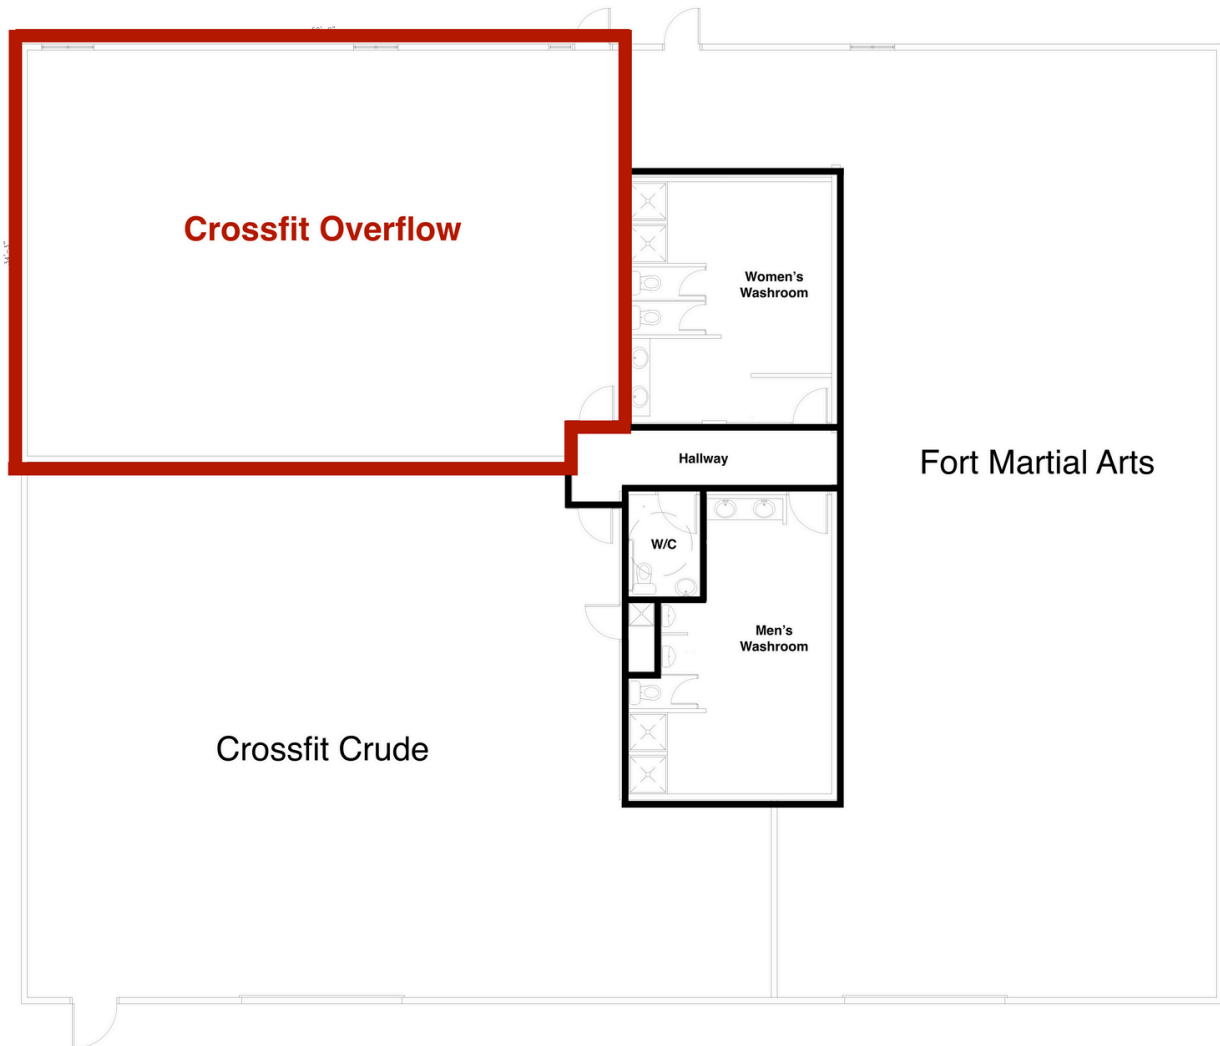 Crossfit Overflow
Women's
Washroom
Hallway
Fort Martial Arts
W/C
Men's
Washroom
Crossfit Crude